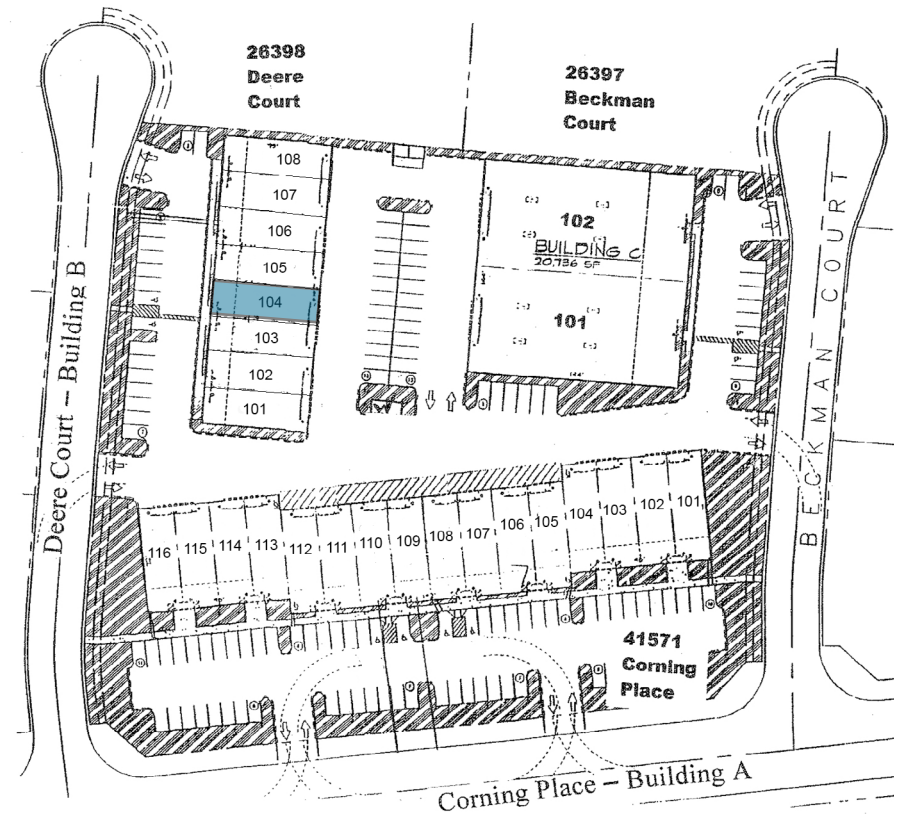 26398
Deere
Court
26397
Beckman
Court
108
107
106
105
104
103
102
101
102
BUILDING C
20,736 SF
101
144'
Deere Court – Building B
BECKMAN COURT
116
115
114
113
112
111
110
109
108
107
106
105
104
103
102
101
41571
Corning
Place
Corning Place – Building A